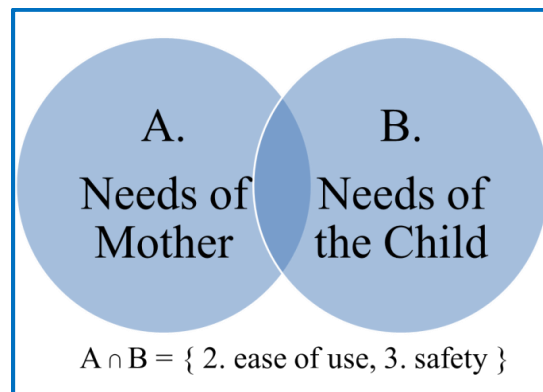 A.
Needs of
Mother
B.
Needs of
the Child
A ∩ B = { 2. ease of use, 3. safety }